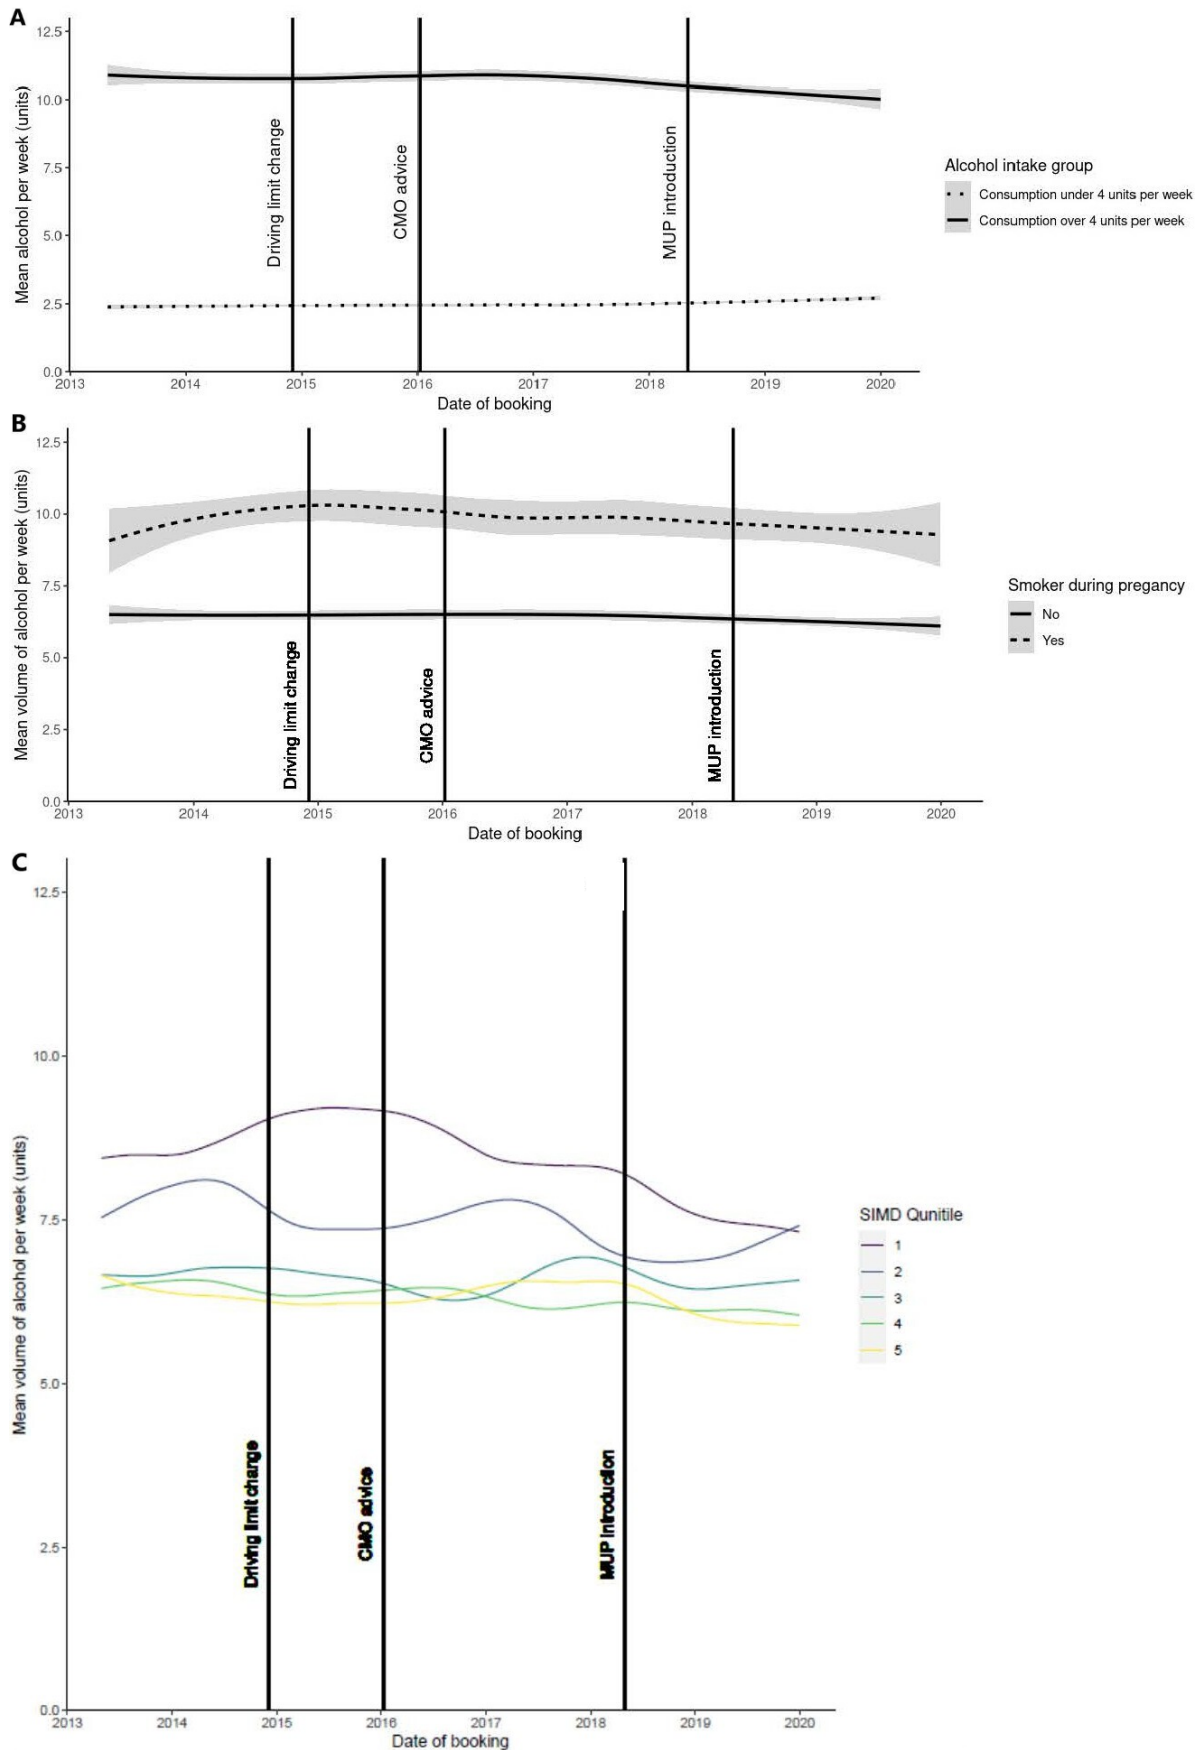 A
Mean alcohol per week (units)
12.5
10.0
7.5
5.0
2.5
0.0
Driving limit change
CMO advice
MUP introduction
2013 2014 2015 2016 2017 2018 2019 2020
Date of booking
Alcohol intake group
Consumption under 4 units per week
Consumption over 4 units per week
B
Mean volume of alcohol per week (units)
12.5
10.0
7.5
5.0
2.5
0.0
Driving limit change
CMO advice
MUP introduction
2013 2014 2015 2016 2017 2018 2019 2020
Date of booking
Smoker during pregancy
No
Yes
C
Mean volume of alcohol per week (units)
12.5
10.0
7.5
5.0
2.5
0.0
Driving limit change
CMO advice
MUP introduction
2013 2014 2015 2016 2017 2018 2019 2020
Date of booking
SIMD Qunitile
1
2
3
4
5